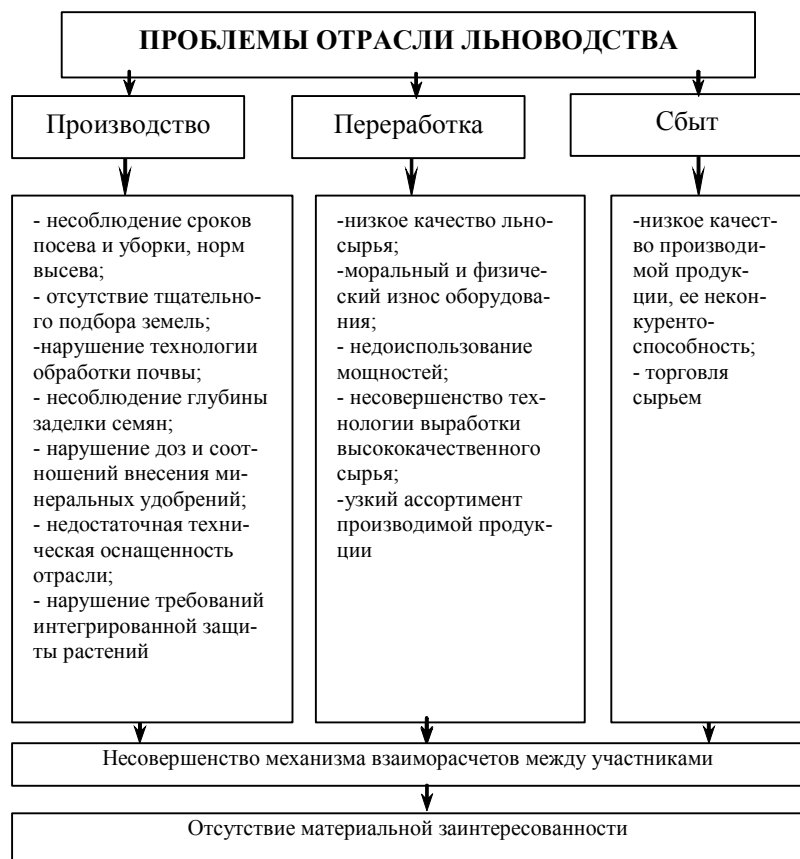 ПРОБЛЕМЫ ОТРАСЛИ ЛЬНОВОДСТВА
Производство
Переработка
Сбыт
- несоблюдение сроков
посева и уборки, норм
высева;
- отсутствие тщательно-
го подбора земель;
-нарушение технологии
обработки почвы;
- несоблюдение глубины
заделки семян;
- нарушение доз и соот-
ношений внесения ми-
неральных удобрений;
- недостаточная техни-
ческая оснащенность
отрасли;
- нарушение требований
интегрированной защи-
ты растений
-низкое качество льно-
сырья;
-моральный и физиче-
ский износ оборудова-
ния;
- недоиспользование
мощностей;
- несовершенство тех-
нологии выработки
высококачественного
сырья;
-узкий ассортимент
производимой продук-
ции
-низкое качест-
во производи-
мой продук-
ции, ее некон-
куренто-
способность;
- торговля
сырьем
Несовершенство механизма взаиморасчетов между участниками
Отсутствие материальной заинтересованности